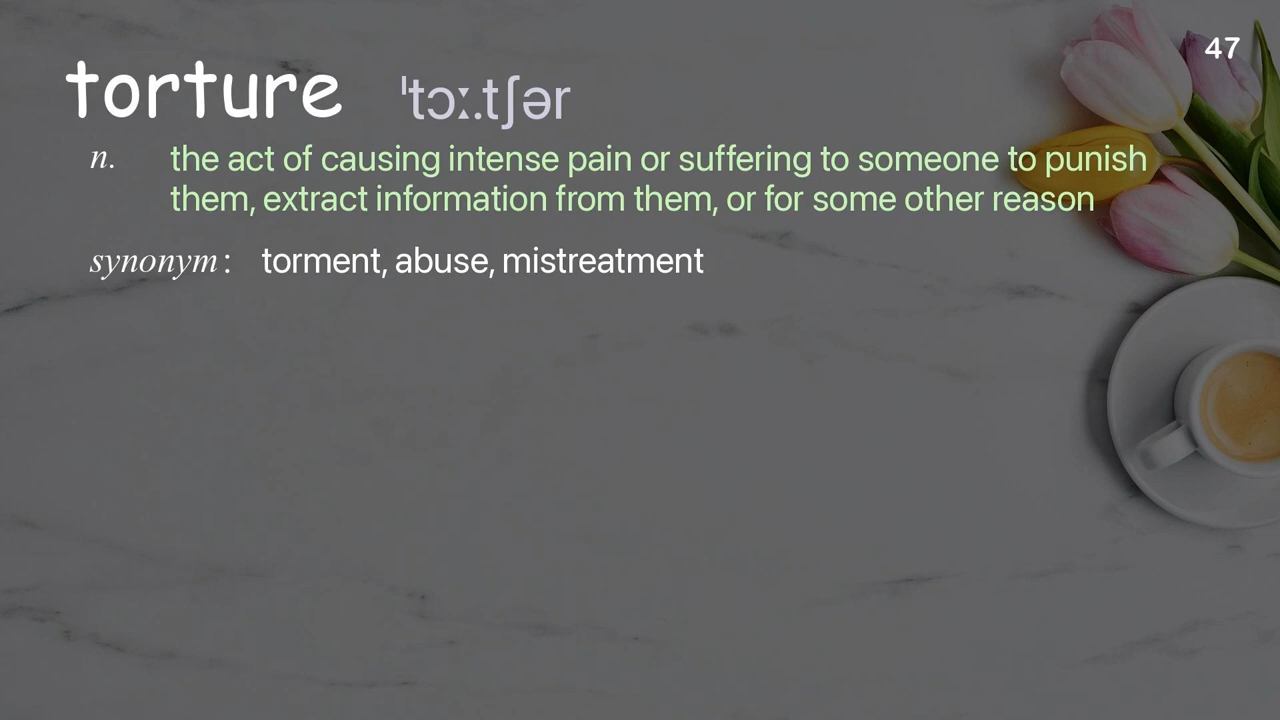 47
torture ˈtɔː.tʃər
n. the act of causing intense pain or suffering to someone to punish
them, extract information from them, or for some other reason
synonym: torment, abuse, mistreatment